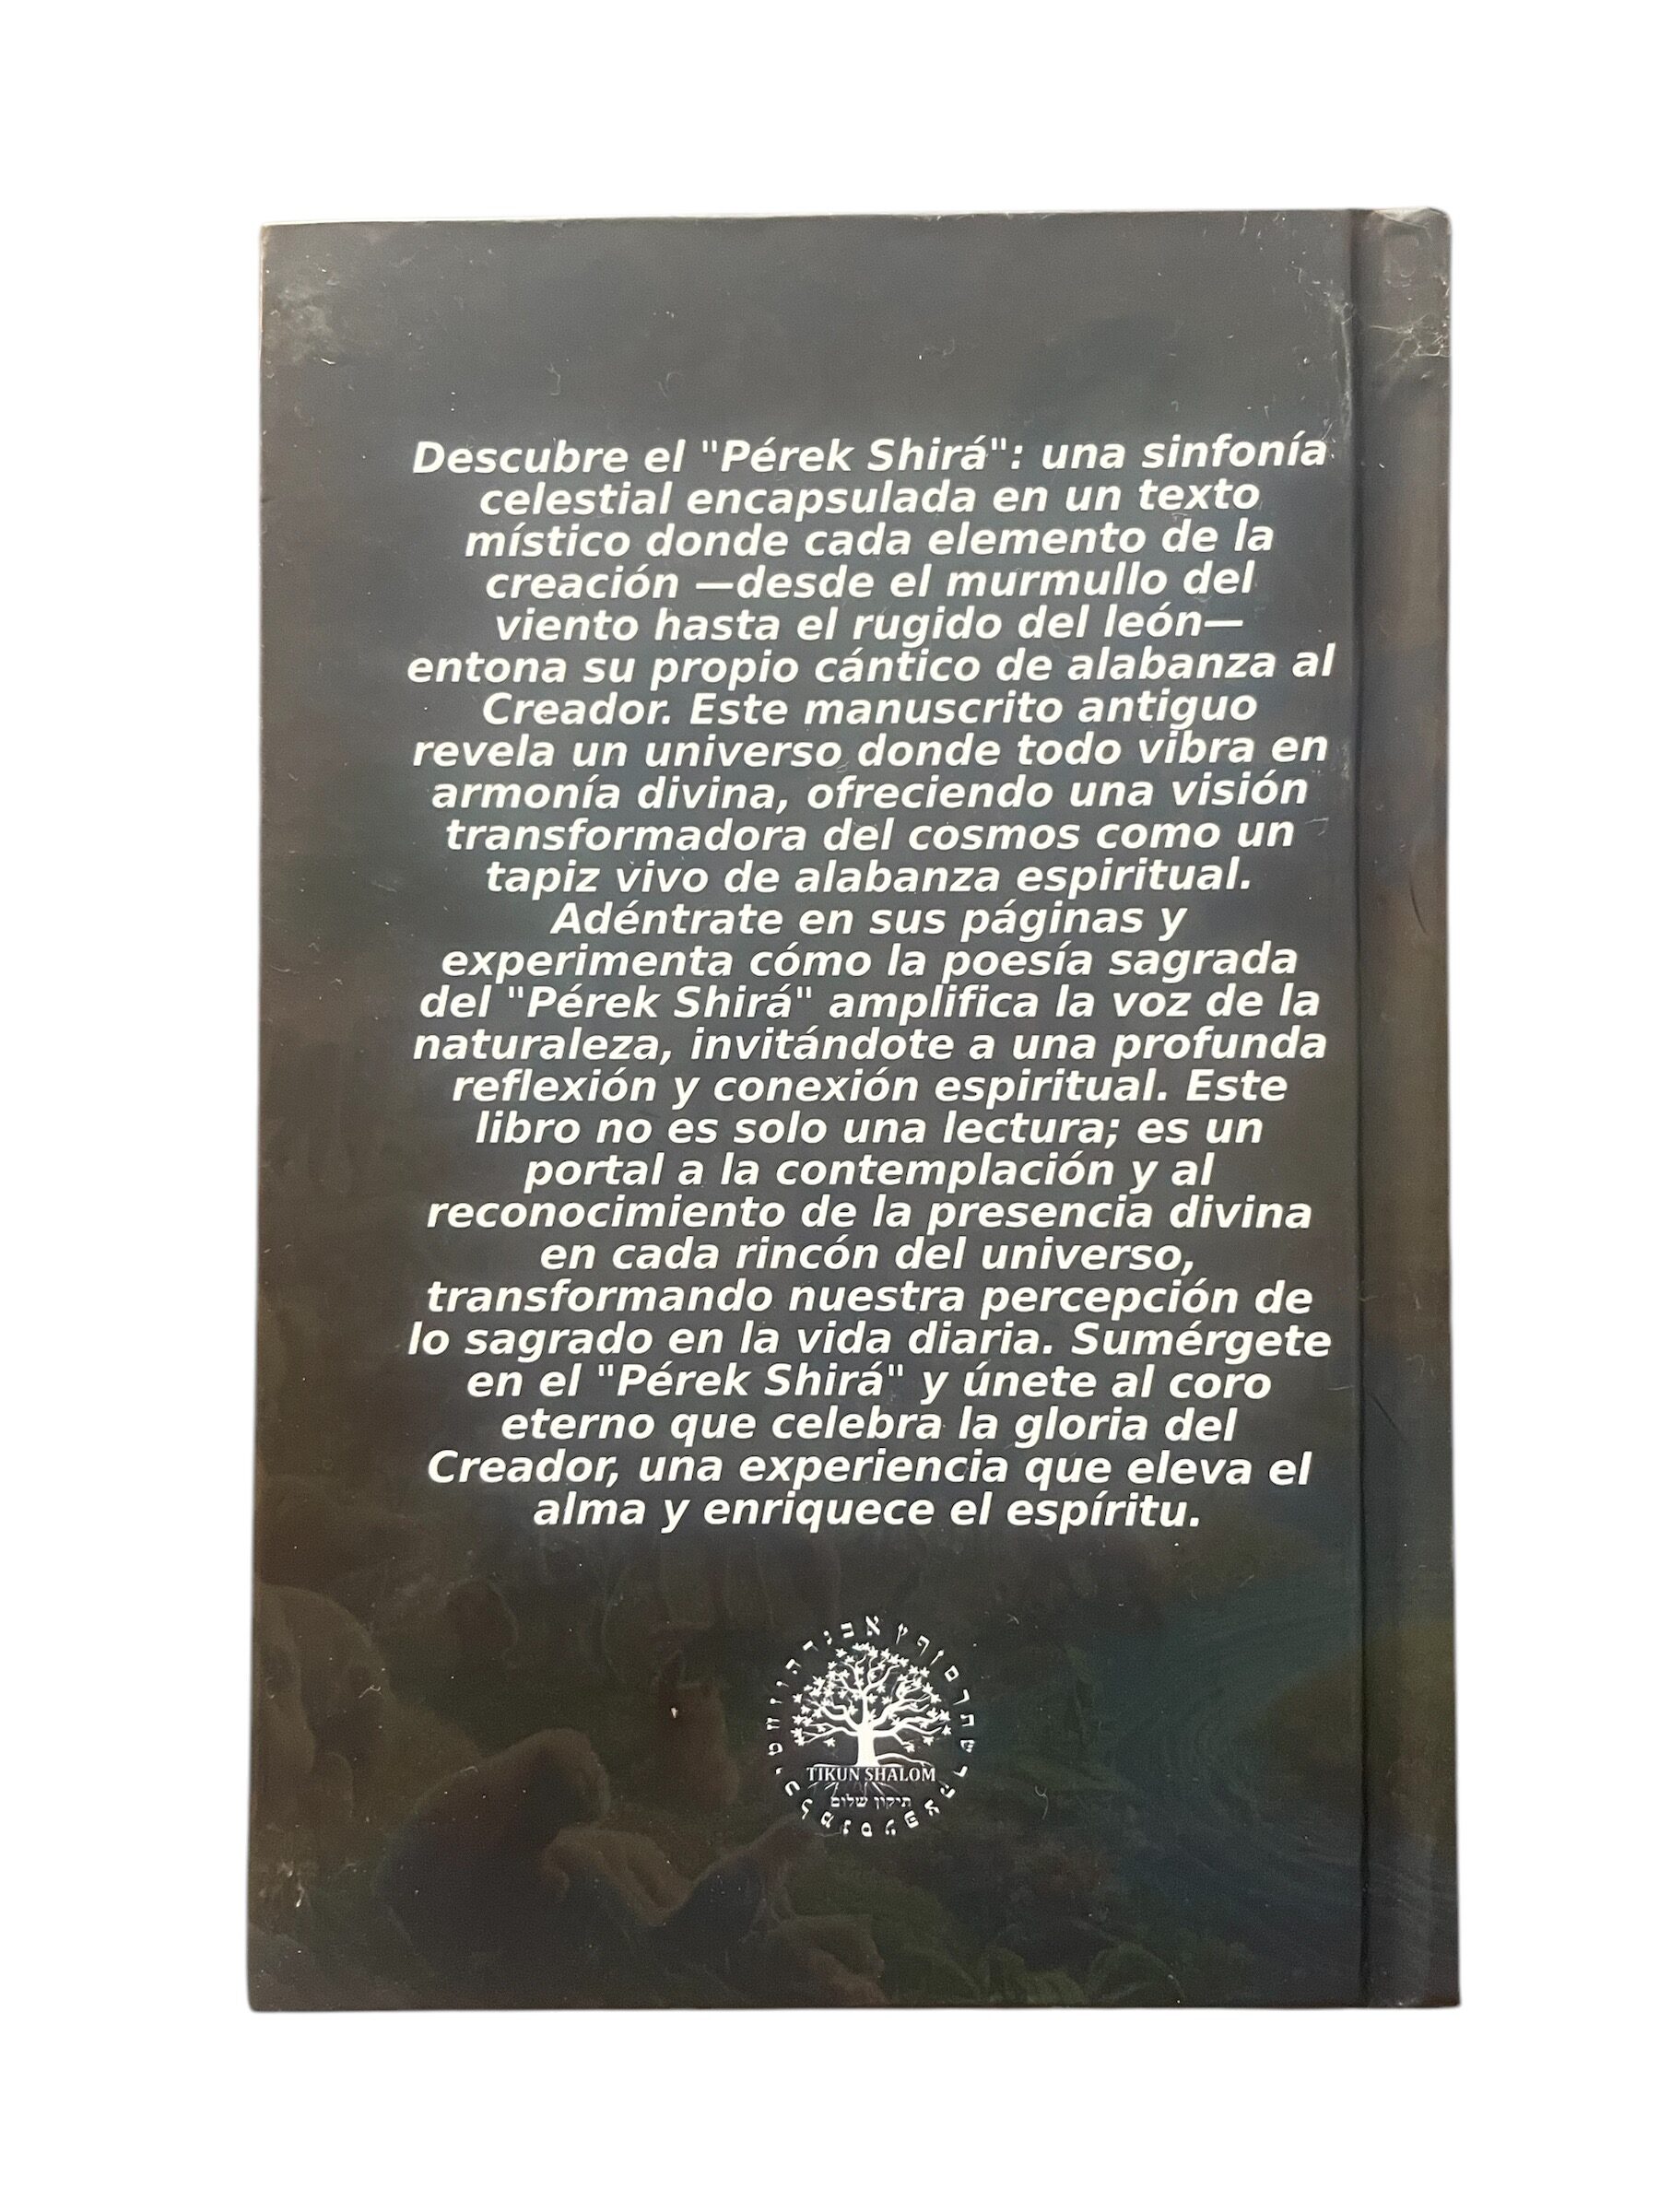 Descubre el "Pérek Shirá": una sinfonía
celestial encapsulada en un texto
místico donde cada elemento de la
creación —desde el murmullo del
viento hasta el rugido del león—
entona su propio cántico de alabanza al
Creador. Este manuscrito antiguo
revela un universo donde todo vibra en
armonía divina, ofreciendo una visión
transformadora del cosmos como un
tapiz vivo de alabanza espiritual.
Adéntrate en sus páginas y
experimenta cómo la poesía sagrada
del "Pérek Shirá" amplifica la voz de la
naturaleza, invitándote a una profunda
reflexión y conexión espiritual. Este
libro no es solo una lectura; es un
portal a la contemplación y al
reconocimiento de la presencia divina
en cada rincón del universo,
transformando nuestra percepción de
lo sagrado en la vida diaria. Sumérgete
en el "Pérek Shirá" y únete al coro
eterno que celebra la gloria del
Creador, una experiencia que eleva el
alma y enriquece el espíritu.
TIKUN SHALOM
תיקון שלום